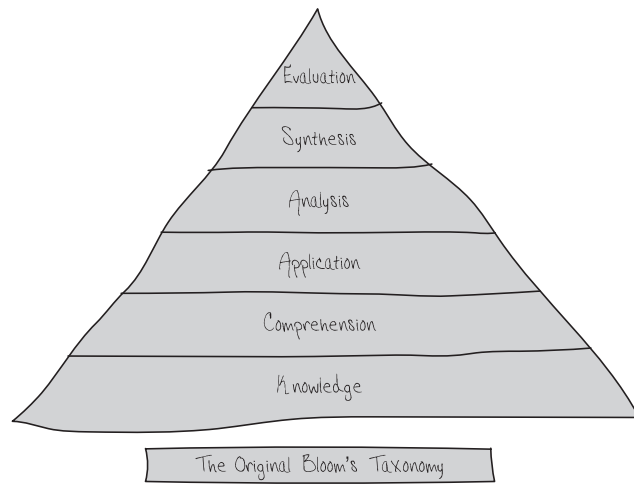 Evaluation
Synthesis
Analysis
Application
Comprehension
Knowledge
The Original Bloom's Taxonomy